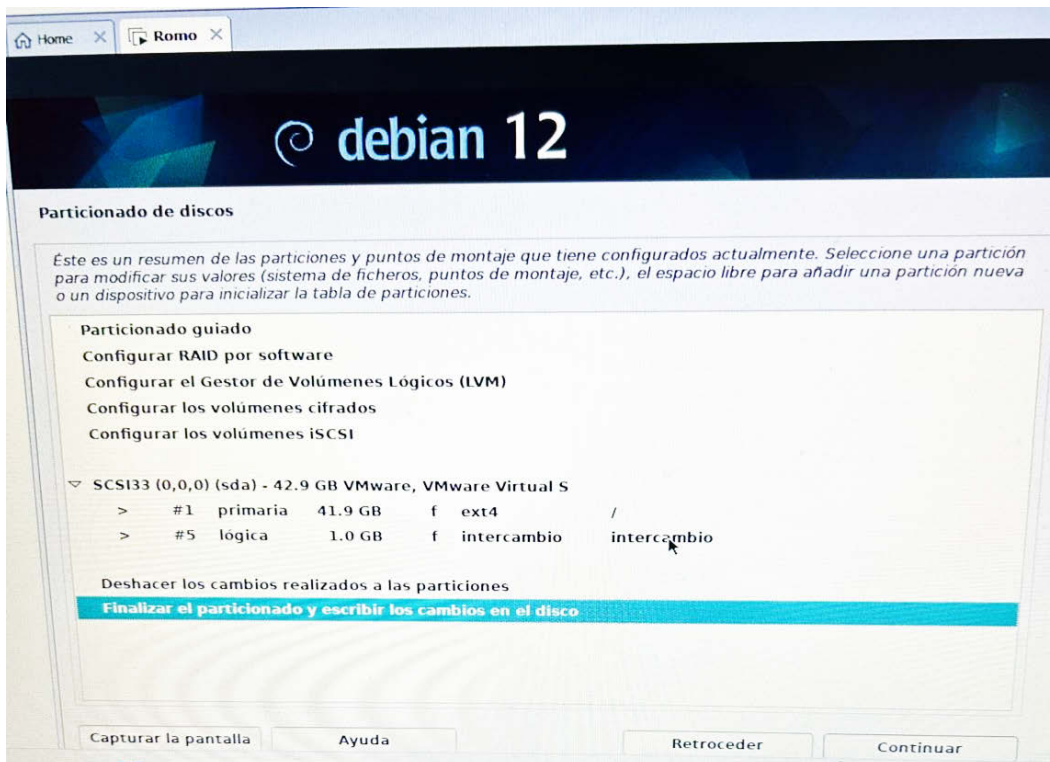 Home × Romo ×
debian 12
Particionado de discos
Éste es un resumen de las particiones y puntos de montaje que tiene configurados actualmente. Seleccione una partición
para modificar sus valores (sistema de ficheros, puntos de montaje, etc.), el espacio libre para añadir una partición nueva
o un dispositivo para inicializar la tabla de particiones.
Particionado guiado
Configurar RAID por software
Configurar el Gestor de Volúmenes Lógicos (LVM)
Configurar los volúmenes cifrados
Configurar los volúmenes iSCSI
SCSI33 (0,0,0) (sda) - 42.9 GB VMware, VMware Virtual S
> #1 primaria 41.9 GB f ext4 /
> #5 lógica 1.0 GB f intercambio intercambio
Deshacer los cambios realizados a las particiones
Finalizar el particionado y escribir los cambios en el disco
Capturar la pantalla Ayuda Retroceder Continuar